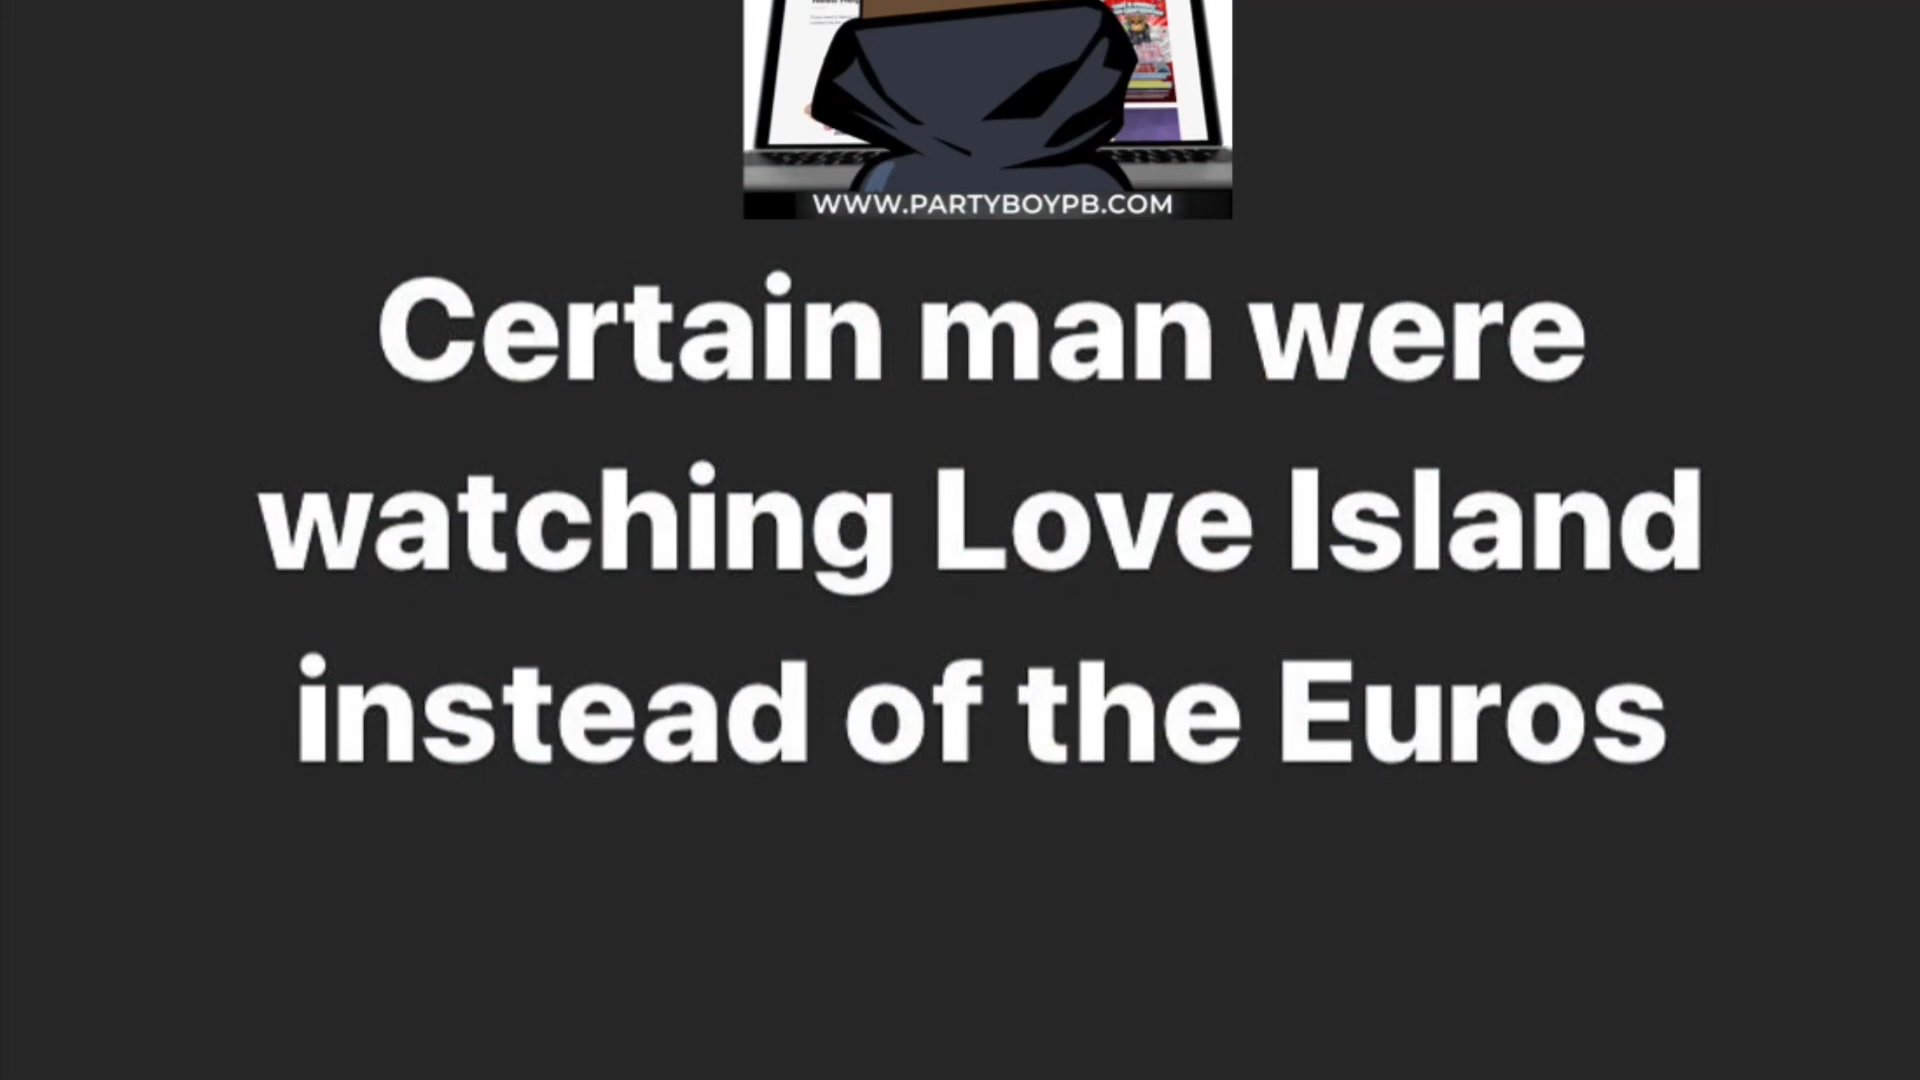 WWW.PARTYBOYPB.COM
Certain man were
watching Love Island
instead of the Euros